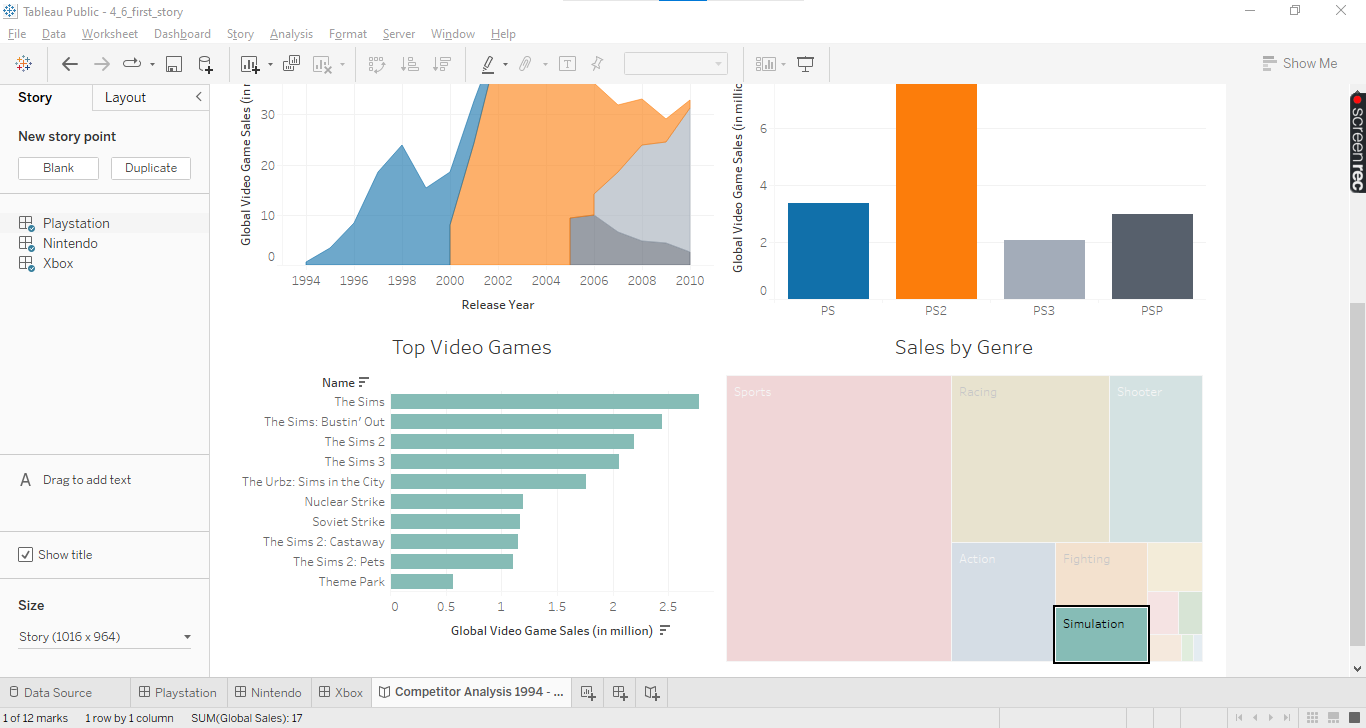 Tableau Public - 4_6_first_story
File Data Worksheet Dashboard Story Analysis Format Server Window Help
Show Me
Story Layout
New story point
Blank Duplicate
Playstation
Nintendo
Xbox
A Drag to add text
Show title
Size
Story (1016 x 964)
Global Video Game Sales (in
30
20
10
0
1994 1996 1998 2000 2002 2004 2006 2008 2010
Release Year
Global Video Game Sales (in millic
6
4
2
0
PS PS2 PS3 PSP
Top Video Games
Name
The Sims
The Sims: Bustin' Out
The Sims 2
The Sims 3
The Urbz: Sims in the City
Nuclear Strike
Soviet Strike
The Sims 2: Castaway
The Sims 2: Pets
Theme Park
0 0.5 1 1.5 2 2.5
Global Video Game Sales (in million)
Sales by Genre
Sports
Racing
Shooter
Action
Fighting
Simulation
screenrec
Data Source Playstation Nintendo Xbox Competitor Analysis 1994 - ...
1 of 12 marks 1 row by 1 column SUM(Global Sales): 17